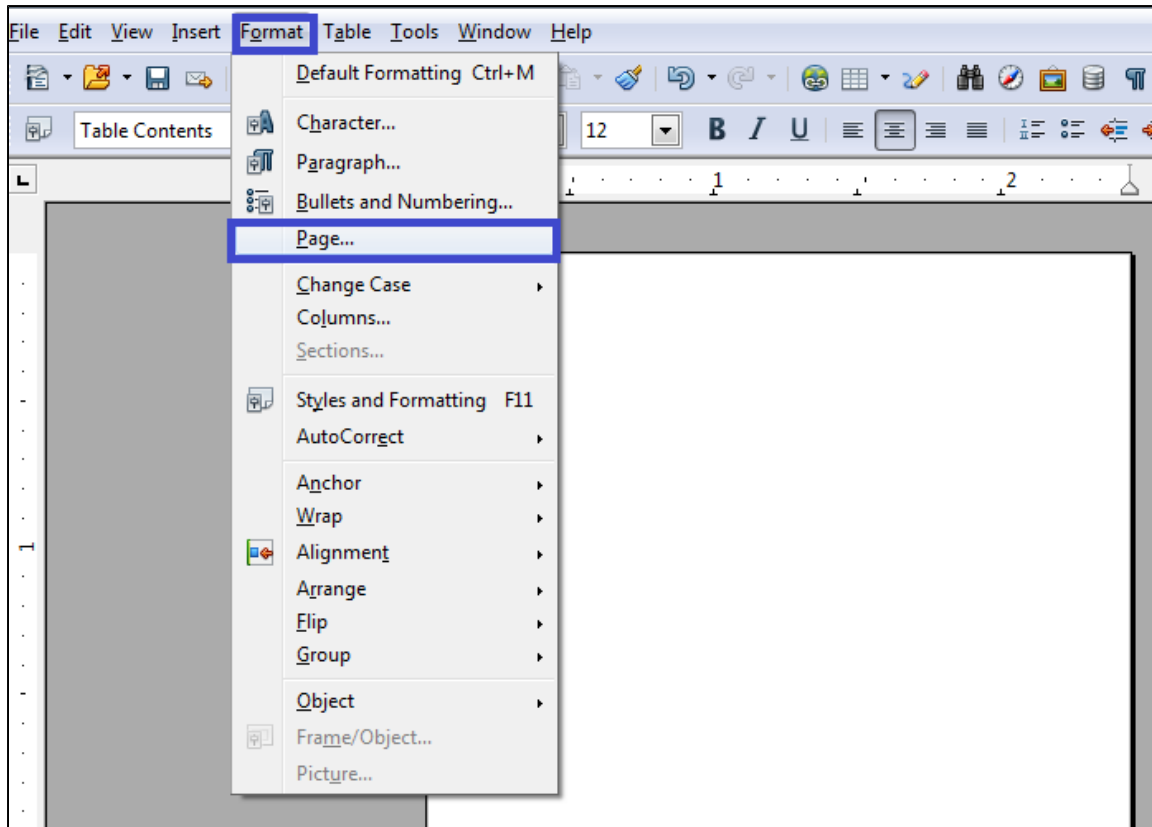 File Edit View Insert Format Table Tools Window Help
Default Formatting Ctrl+M
Table Contents
12
B I U
Character...
Paragraph...
1 2
Bullets and Numbering...
Page...
Change Case
Columns...
Sections...
Styles and Formatting F11
AutoCorrect
Anchor
Wrap
1
Alignment
Arrange
Flip
Group
Object
Frame/Object...
Picture...